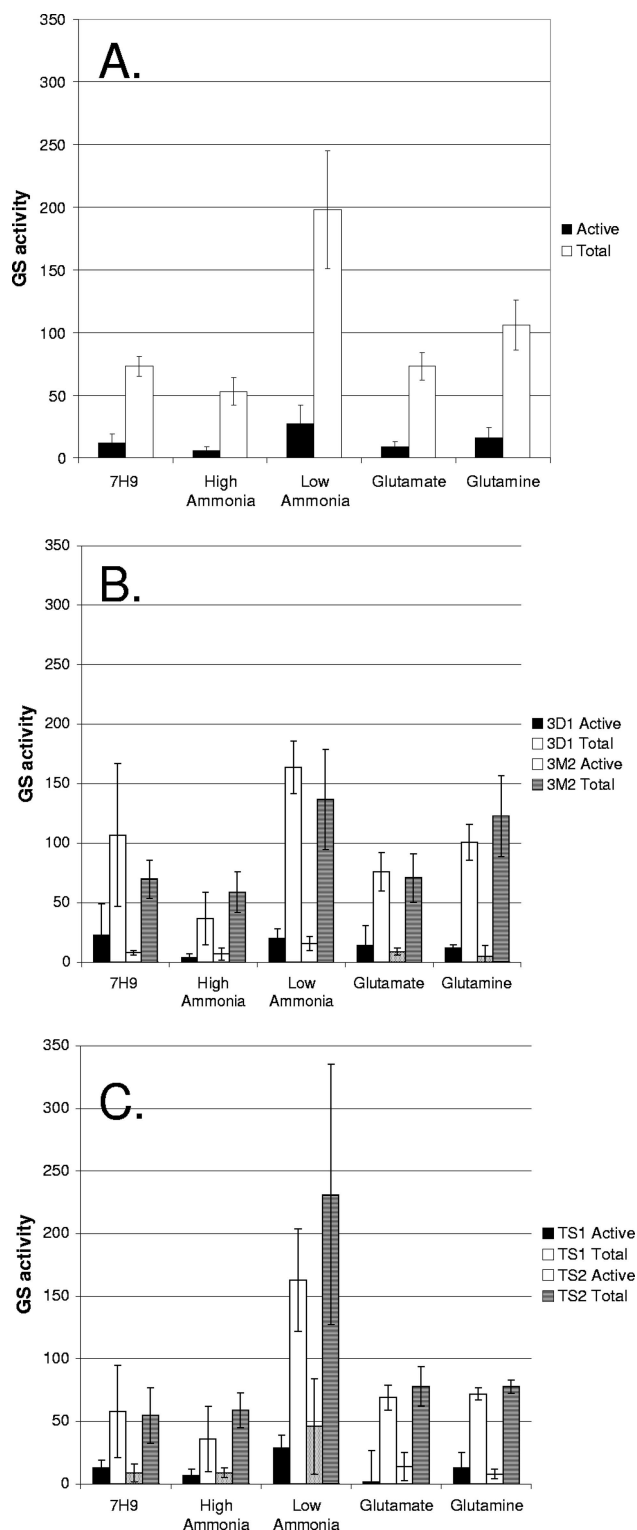 A.
350
300
250
200
150
100
50
0
GS activity
7H9
High Ammonia
Low Ammonia
Glutamate
Glutamine
Active
Total
B.
350
300
250
200
150
100
50
0
GS activity
7H9
High Ammonia
Low Ammonia
Glutamate
Glutamine
3D1 Active
3D1 Total
3M2 Active
3M2 Total
C.
350
300
250
200
150
100
50
0
GS activity
7H9
High Ammonia
Low Ammonia
Glutamate
Glutamine
TS1 Active
TS1 Total
TS2 Active
TS2 Total